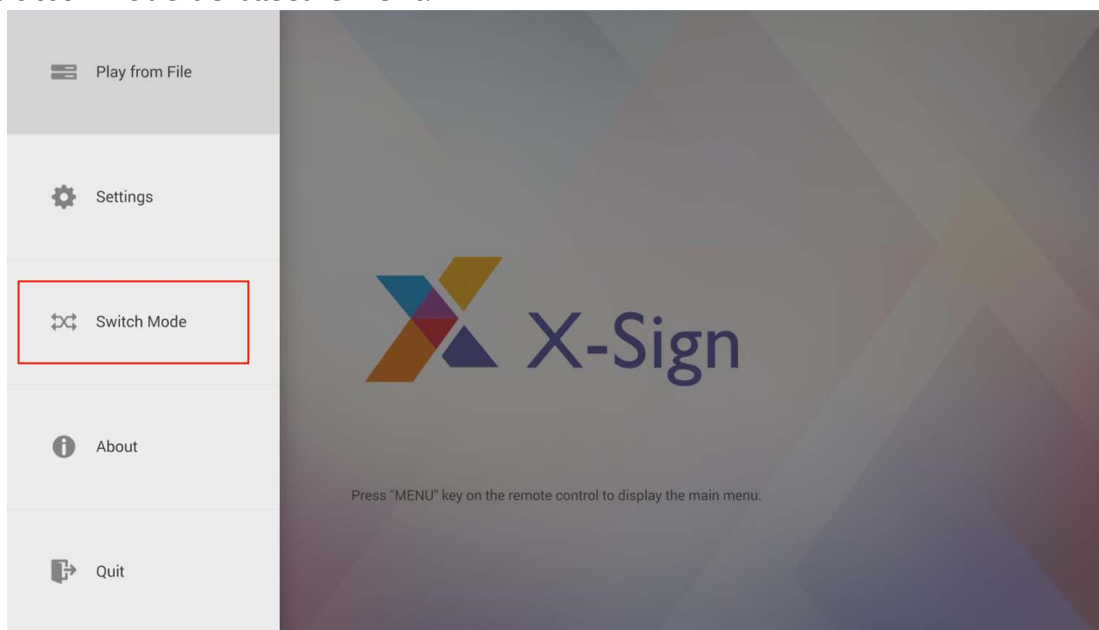 Play from File
Settings
Switch Mode
About
Quit
X-Sign
Press "MENU" key on the remote control to display the main menu.